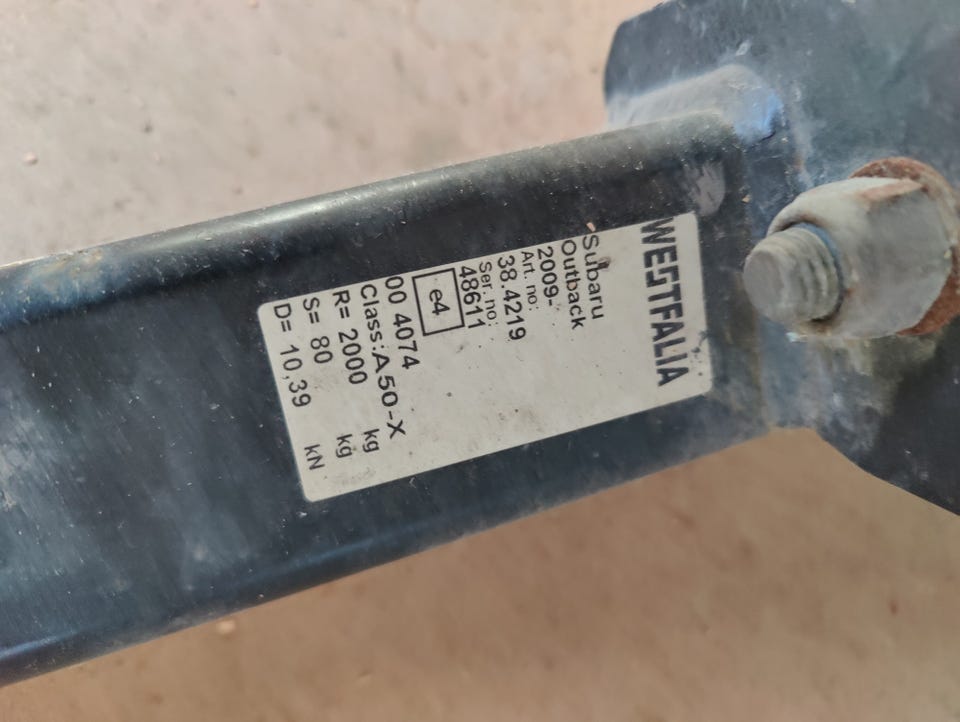 WESTFALIA
Subaru
Outback
2009-
Art. no:
38.4219
Ser. no:
48611
e4
00 4074
Class: A50-X
R= 2000 kg
S= 80 kg
D= 10,39 kN